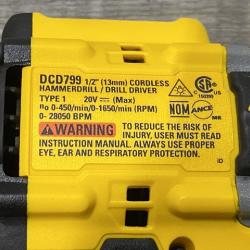 DCD799 1/2" (13mm) CORDLESS
HAMMERDRILL / DRILL DRIVER
TYPE 1 20V ⎓ (Max)
n₀ 0-450/min/0-1650/min (RPM)
0- 28050 BPM
WARNING TO REDUCE THE RISK OF
INJURY, USER MUST READ
INSTRUCTION MANUAL. ALWAYS USE PROPER
EYE, EAR AND RESPIRATORY PROTECTION.
NOM
ANCE